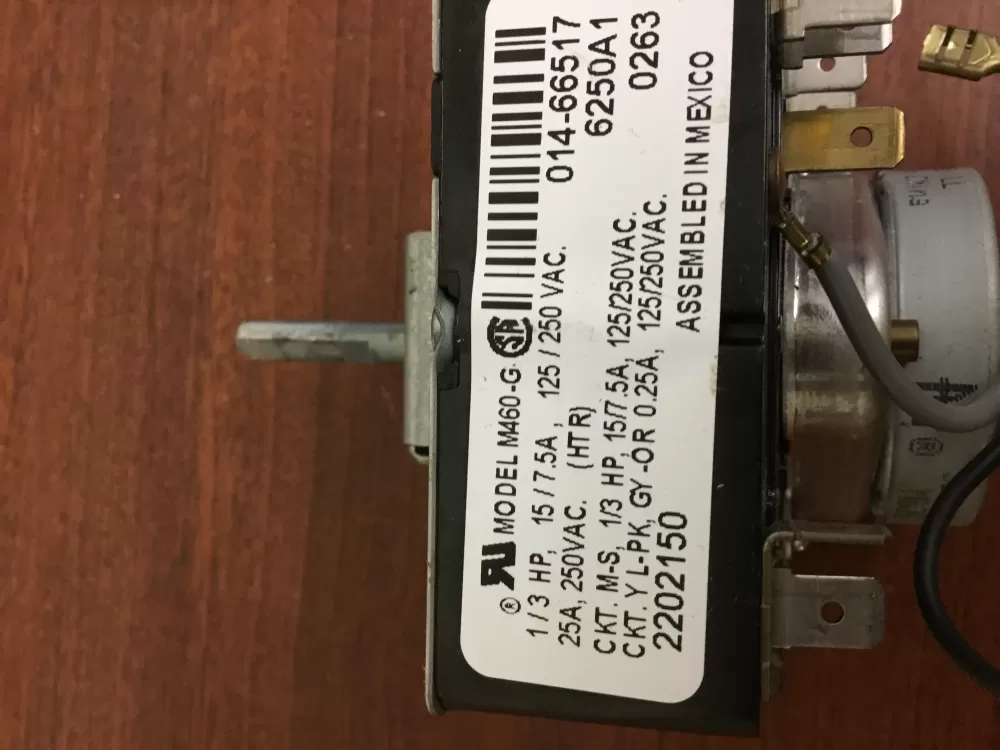 MODEL M460-G
014-66517
1/3 HP, 15/7.5A, 125/250 VAC.
6250A1
25A, 250VAC. (HTR)
0263
CKT. M-S, 1/3 HP, 15/7.5A, 125/250VAC.
CKT. YL-PK, GY-OR 0.25A, 125/250VAC.
2202150
ASSEMBLED IN MEXICO